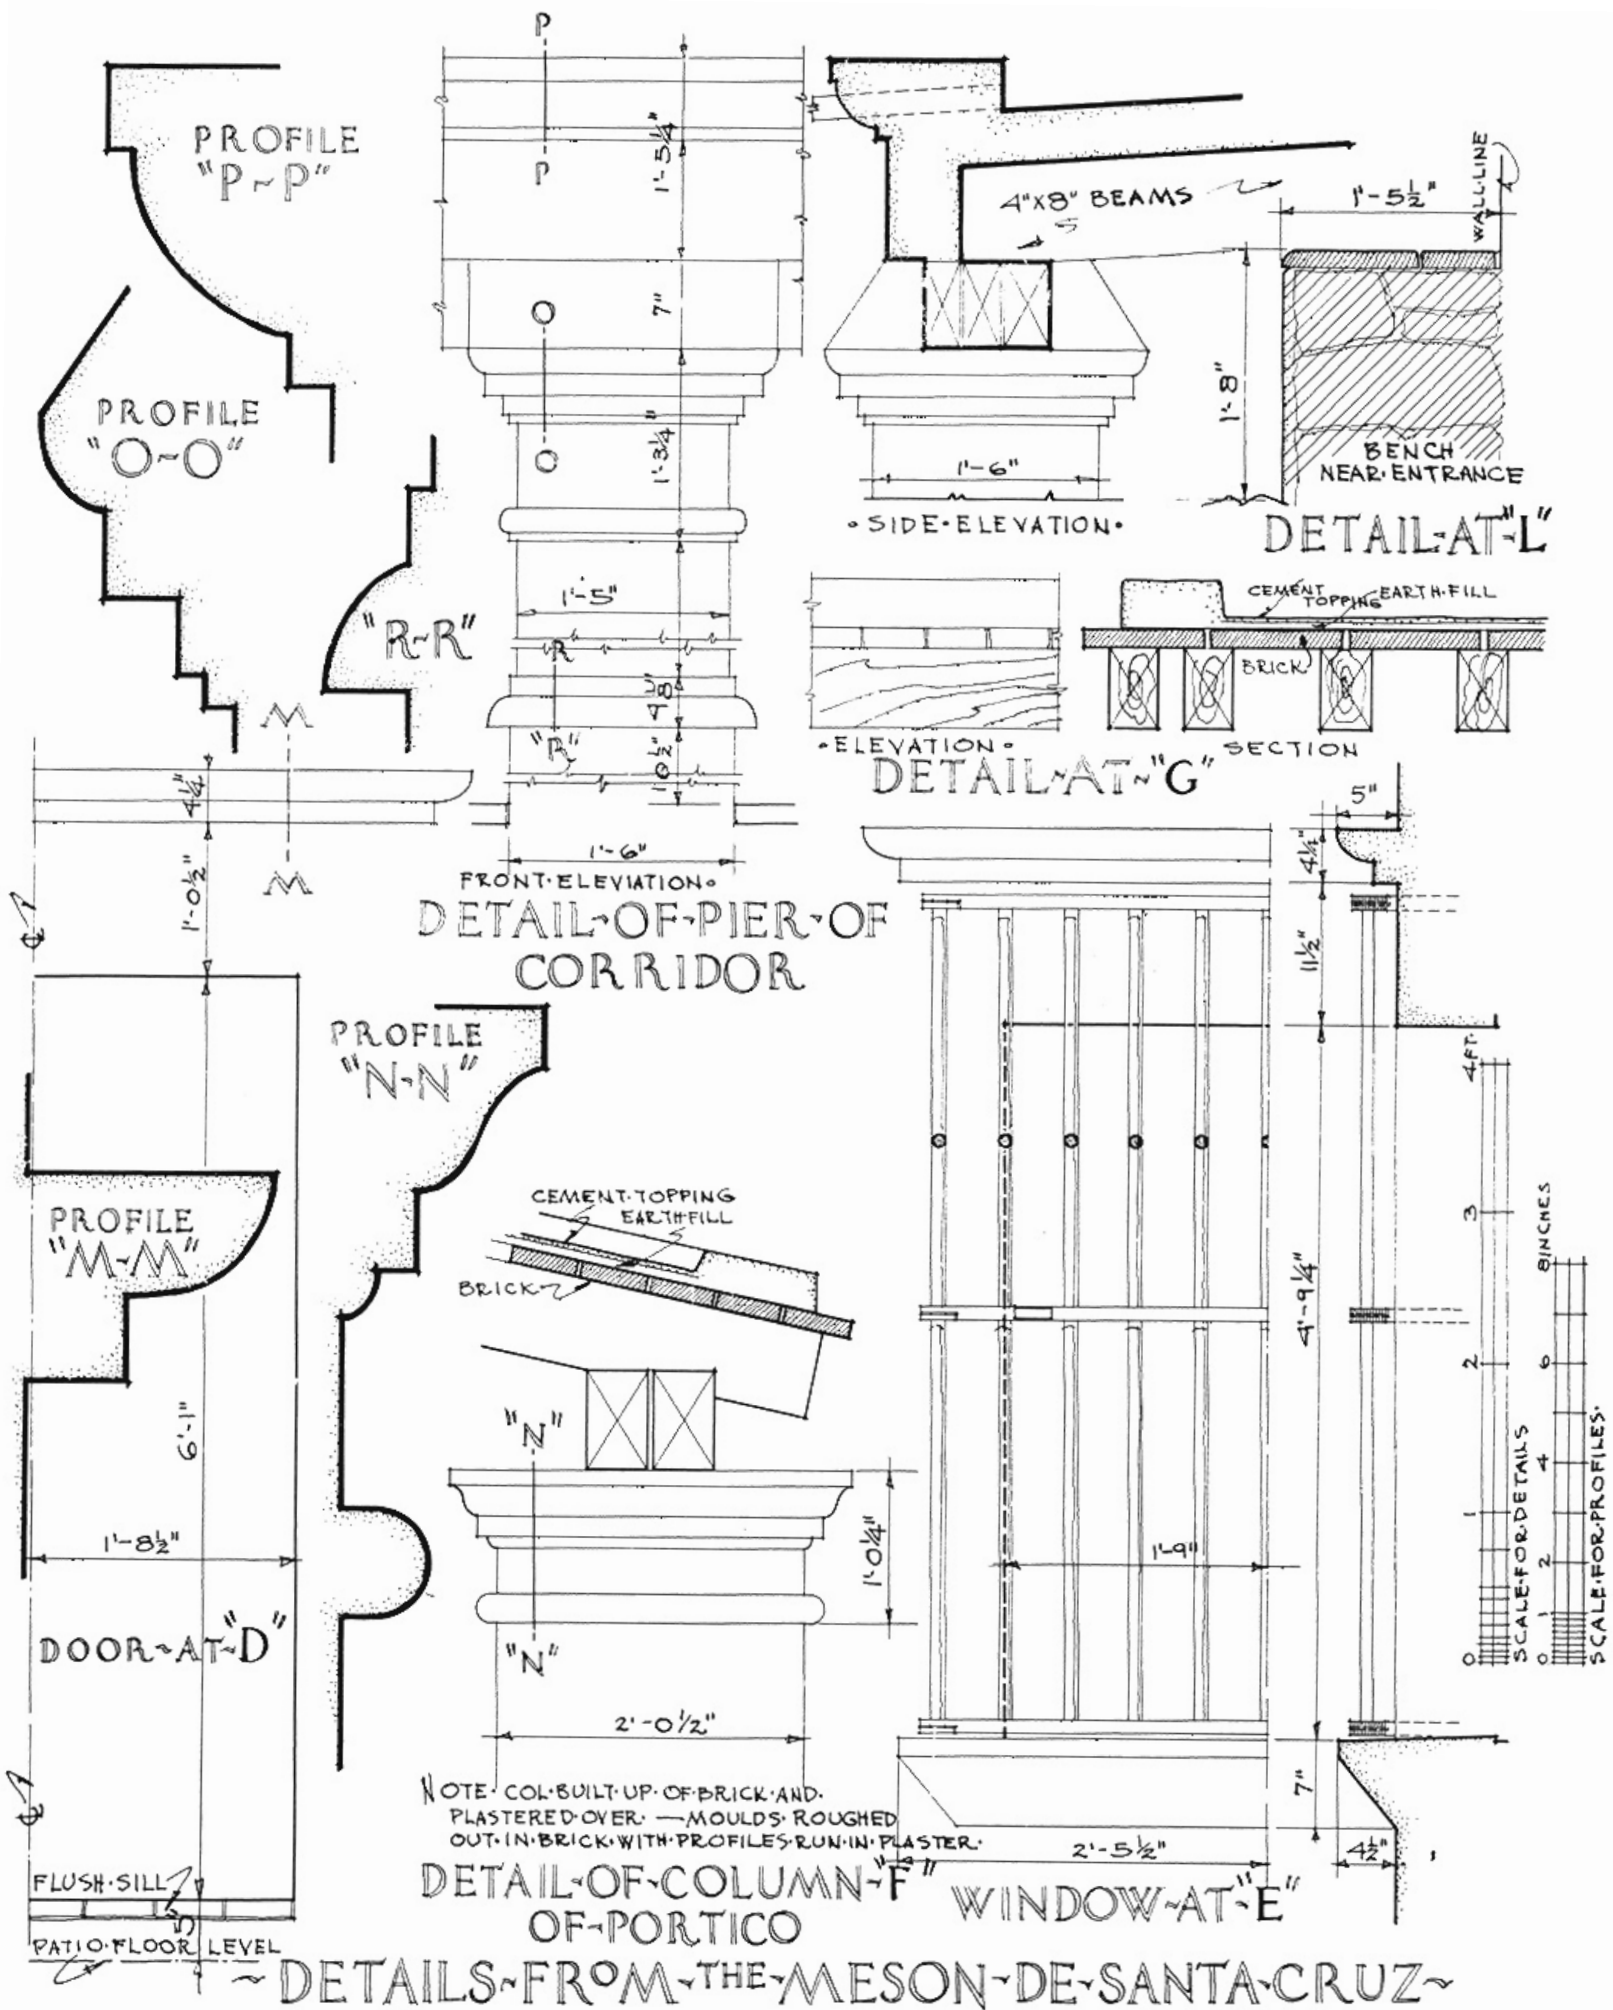 P
PROFILE
"P~P"
P
1'-5¼"
4"X8" BEAMS
1'-5½"
WALL·LINE
O
7"
PROFILE
"O~O"
O
1'-3¼"
1'-6"
·SIDE·ELEVATION·
1'-8"
BENCH
NEAR·ENTRANCE
DETAIL·AT·"L"
"R~R"
1'-5"
R
"R"
10½"
1'-6"
FRONT·ELEVIATION·
DETAIL·OF·PIER·OF
CORRIDOR
CEMENT
TOPPING
EARTH·FILL
BRICK
·ELEVATION·
SECTION
DETAIL·AT~"G"
M
4¼"
M
1'-0½"
℄
PROFILE
"M~M"
6'-1"
1'-8½"
DOOR~AT~"D"
℄
FLUSH·SILL
5"
PATIO·FLOOR LEVEL
PROFILE
"N~N"
CEMENT·TOPPING
EARTH·FILL
BRICK
"N"
1'-0¼"
"N"
2'-0½"
NOTE· COL·BUILT·UP·OF·BRICK·AND·
PLASTERED·OVER· —MOULDS·ROUGHED
OUT·IN·BRICK·WITH·PROFILES·RUN·IN·PLASTER·
DETAIL·OF·COLUMN·"F"
OF·PORTICO
5"
4½"
11½"
4'-9¼"
1'-9"
7"
2'-5½"
4½"
WINDOW~AT~"E"
4FT·
3
2
1
0
SCALE·FOR·DETAILS
8INCHES
6
4
2
1
0
SCALE·FOR·PROFILES·
~DETAILS~FROM~THE~MESON~DE~SANTA~CRUZ~